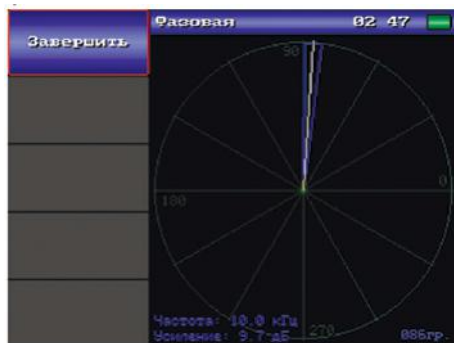 Завершить
Фазовая 02 47
90
180
0
270
Частота: 10.0 кГц
Усиление: 9.7 дБ
086гр.